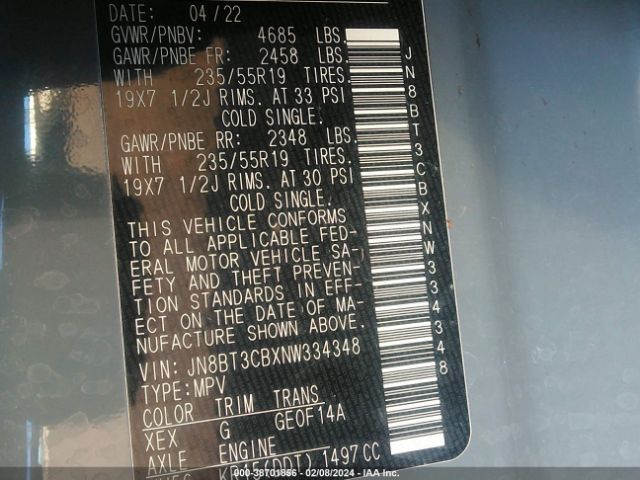 DATE: 04/22
GVWR/PNBV: 4685 LBS.
GAWR/PNBE FR: 2458 LBS.
WITH 235/55R19 TIRES.
19X7 1/2J RIMS. AT 33 PSI
COLD SINGLE.
GAWR/PNBE RR: 2348 LBS.
WITH 235/55R19 TIRES.
19X7 1/2J RIMS. AT 30 PSI
COLD SINGLE.
THIS VEHICLE CONFORMS
TO ALL APPLICABLE FED-
ERAL MOTOR VEHICLE SA-
FETY AND THEFT PREVEN-
TION STANDARDS IN EFF-
ECT ON THE DATE OF MA-
NUFACTURE SHOWN ABOVE.
VIN: JN8BT3CBXNW334348
TYPE:MPV
COLOR TRIM TRANS
XEX G GE0F14A
AXLE ENGINE
KR15(DDT) 1497CC
JN8BT3CBXNW334348
000-38701856 - 02/08/2024 - IAA Inc.